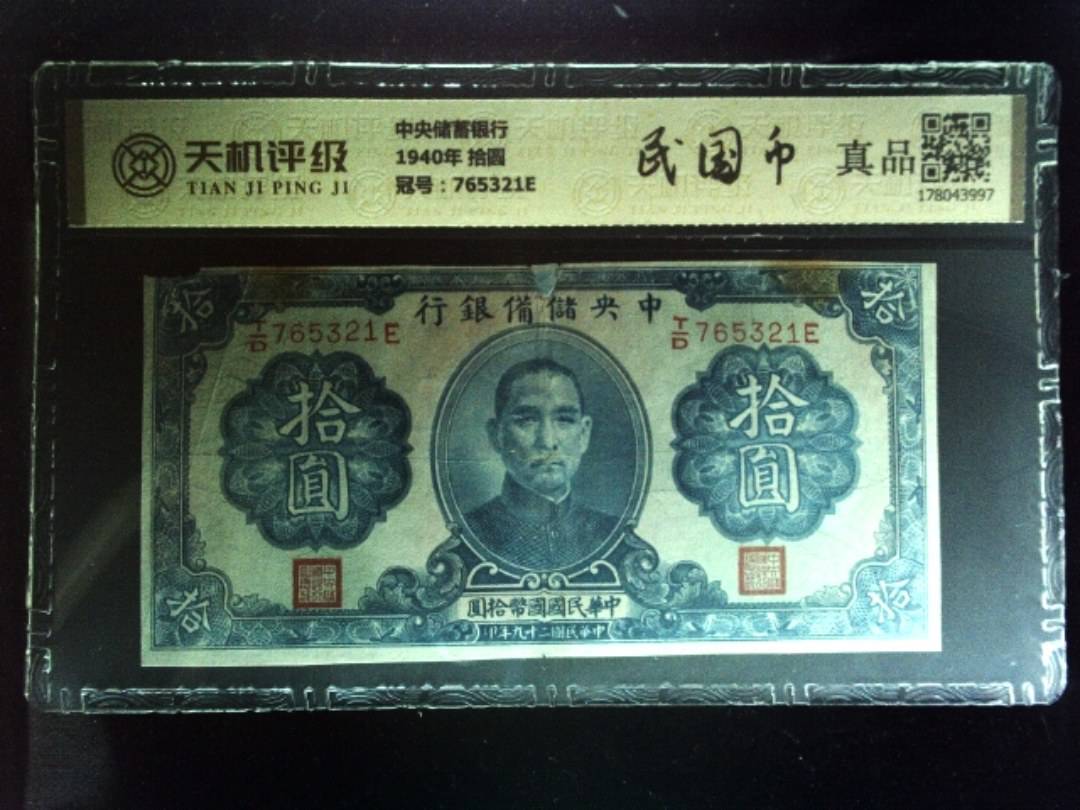 天机评级
TIAN JI PING JI
中央储蓄银行
1940年 拾圆
冠号：765321E
民国币
真品
178043997
拾
拾
行銀備儲央中
T/D 765321E
T/D 765321E
拾圓
拾圓
圓拾幣國國民華中
印年九十二國民華中
拾
拾